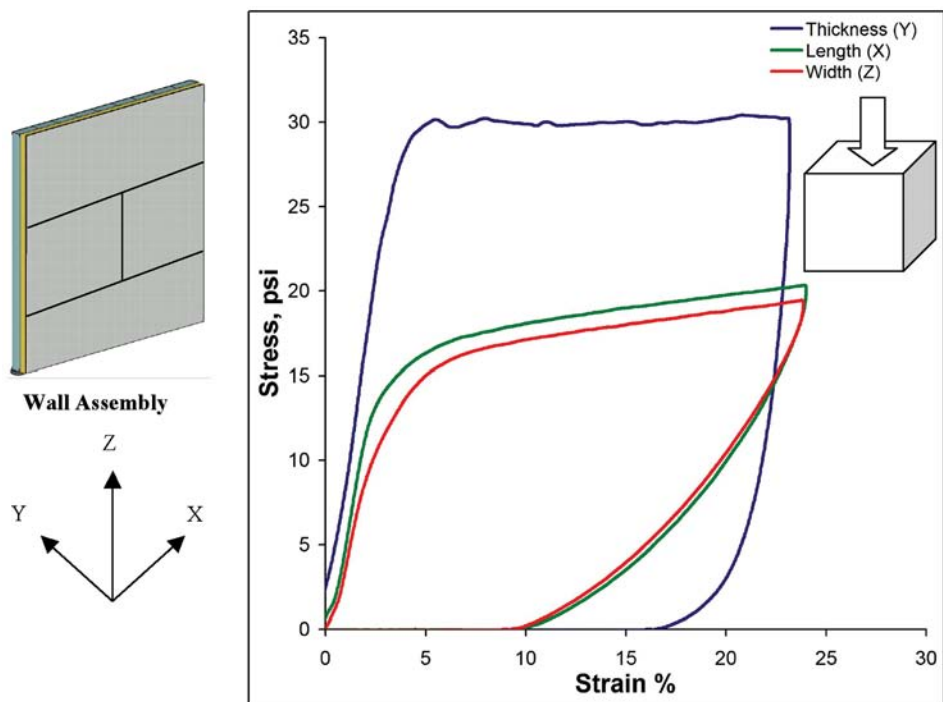 Wall Assembly
Z
Y
X
Thickness (Y)
Length (X)
Width (Z)
Stress, psi
35
30
25
20
15
10
5
0
0 5 10 15 20 25 30
Strain %